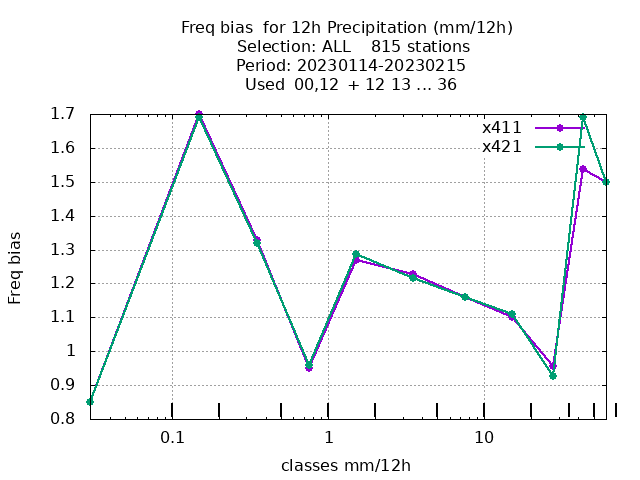 Freq bias  for 12h Precipitation (mm/12h)
Selection: ALL    815 stations
Period: 20230114-20230215
Used  00,12  + 12 13 ... 36
1.7
1.6
1.5
1.4
1.3
1.2
1.1
1
0.9
0.8
Freq bias
x411
x421
0.1
1
10
classes mm/12h